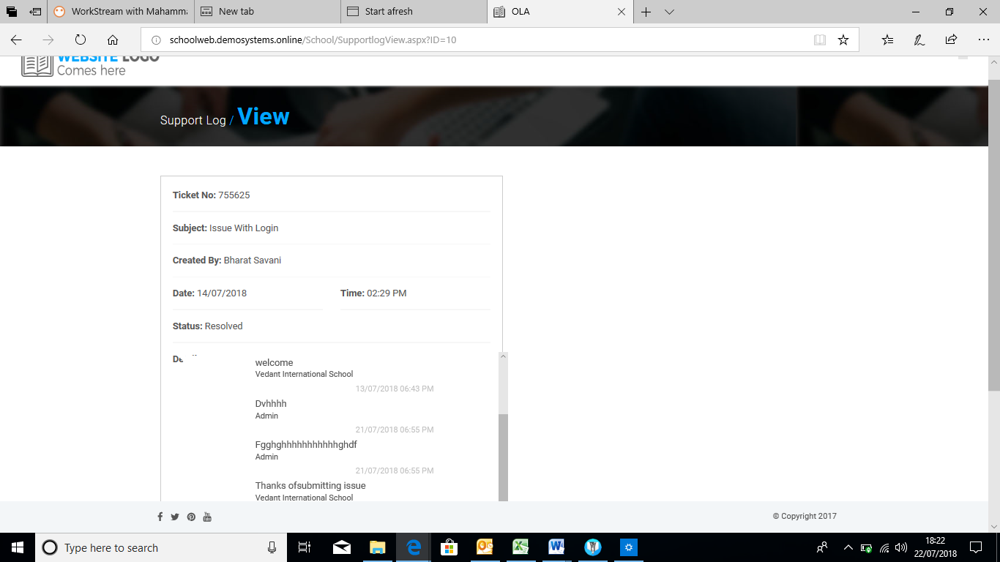 WorkStream with Mahamma
New tab
Start afresh
OLA
schoolweb.demosystems.online/School/SupportlogView.aspx?ID=10
WEBSITE LOGO
Comes here
Support Log / View
Ticket No: 755625
Subject: Issue With Login
Created By: Bharat Savani
Date: 14/07/2018
Time: 02:29 PM
Status: Resolved
welcome
Vedant International School
13/07/2018 06:43 PM
Dvhhhh
Admin
21/07/2018 06:55 PM
Fgghghhhhhhhhhhhghdf
Admin
21/07/2018 06:55 PM
Thanks ofsubmitting issue
Vedant International School
© Copyright 2017
Type here to search
18:22
22/07/2018